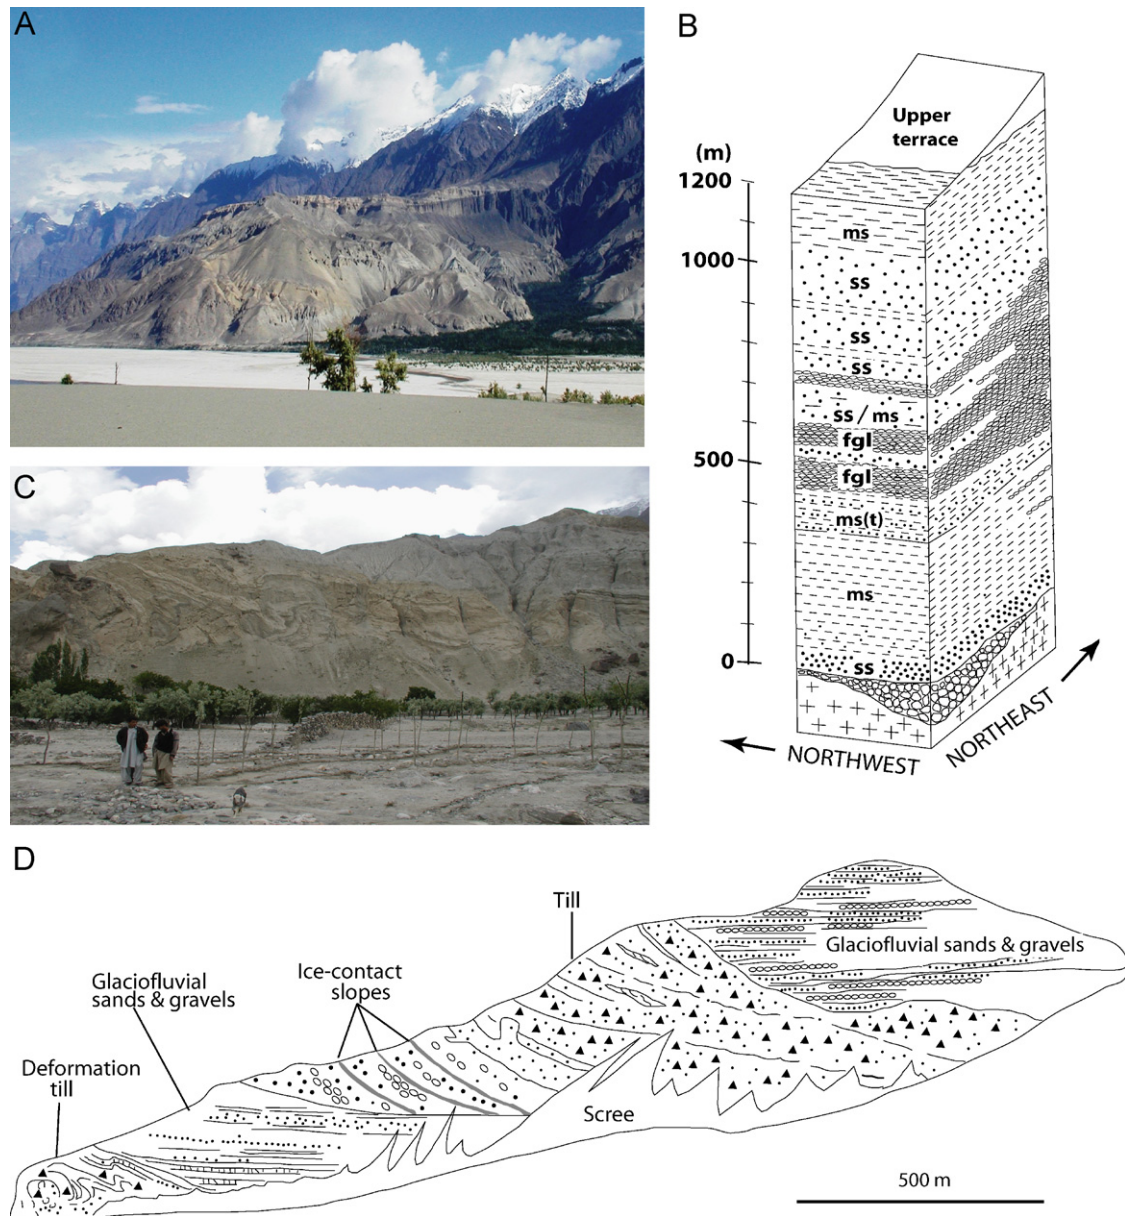 A
B
Upper
terrace
(m)
1200
ms
1000
ss
ss
ss
ss / ms
fgl
500
fgl
ms(t)
ms
0
ss
NORTHWEST
NORTHEAST
C
D
Till
Glaciofluvial sands & gravels
Glaciofluvial
sands & gravels
Ice-contact
slopes
Deformation
till
Scree
500 m